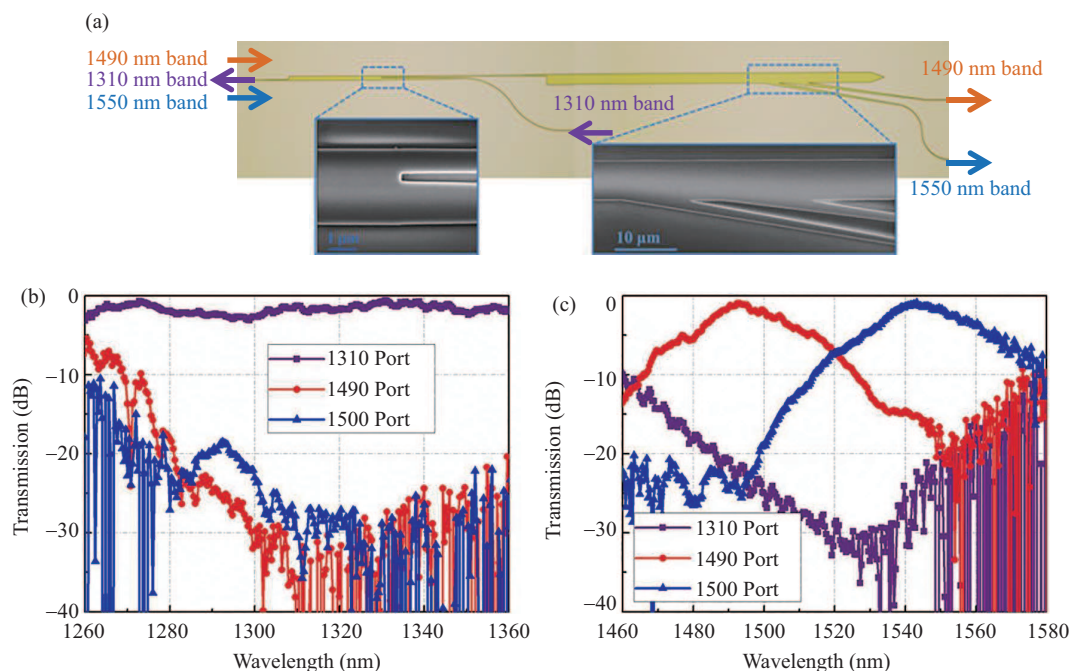 (a)
1490 nm band
1310 nm band
1550 nm band
1310 nm band
1490 nm band
1550 nm band
1 μm
10 μm
(b)
0
−10
−20
−30
−40
Transmission (dB)
1310 Port
1490 Port
1500 Port
1260 1280 1300 1320 1340 1360
Wavelength (nm)
(c)
0
−10
−20
−30
−40
Transmission (dB)
1310 Port
1490 Port
1500 Port
1460 1480 1500 1520 1540 1560 1580
Wavelength (nm)